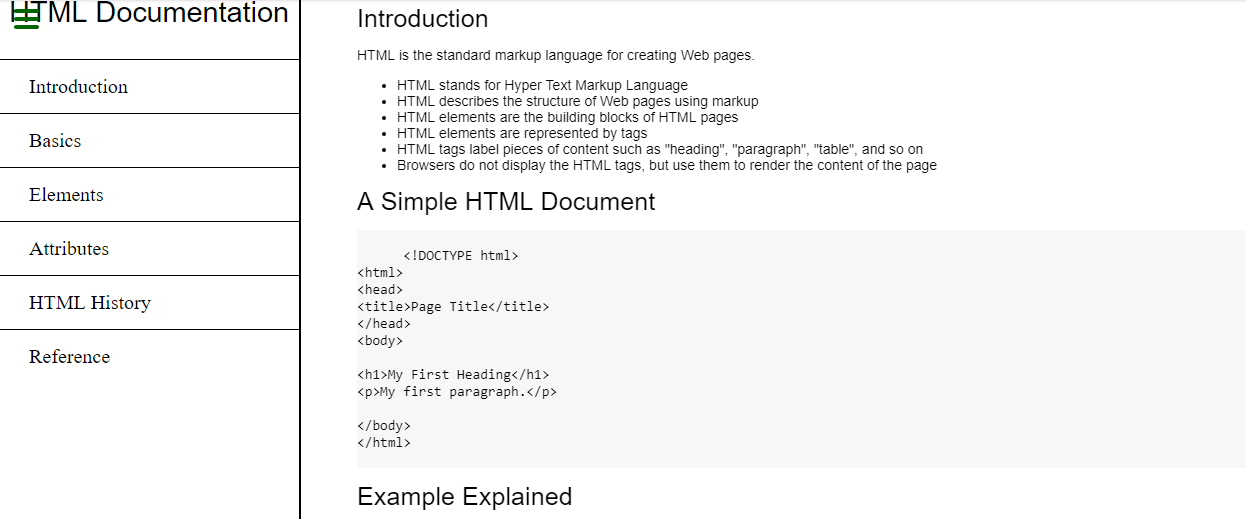 HTML Documentation
Introduction
Basics
Elements
Attributes
HTML History
Reference
Introduction
HTML is the standard markup language for creating Web pages.
HTML stands for Hyper Text Markup Language
HTML describes the structure of Web pages using markup
HTML elements are the building blocks of HTML pages
HTML elements are represented by tags
HTML tags label pieces of content such as "heading", "paragraph", "table", and so on
Browsers do not display the HTML tags, but use them to render the content of the page
A Simple HTML Document
<!DOCTYPE html>
<html>
<head>
<title>Page Title</title>
</head>
<body>
<h1>My First Heading</h1>
<p>My first paragraph.</p>
</body>
</html>
Example Explained